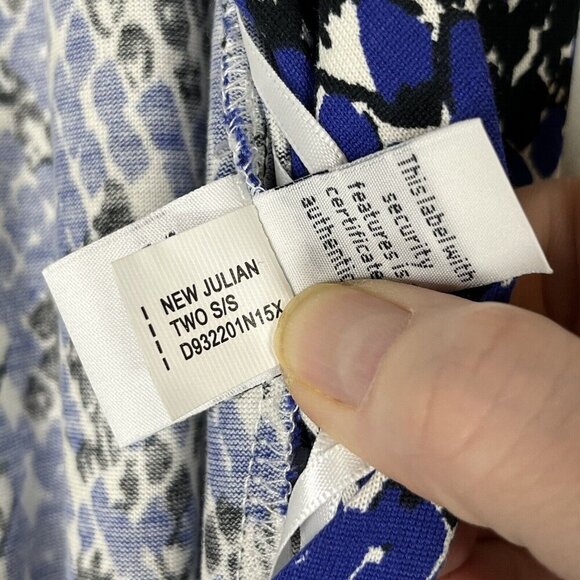 NEW JULIAN
TWO S/S
D932201N15X
This label with
security
features is
certificate
authentic